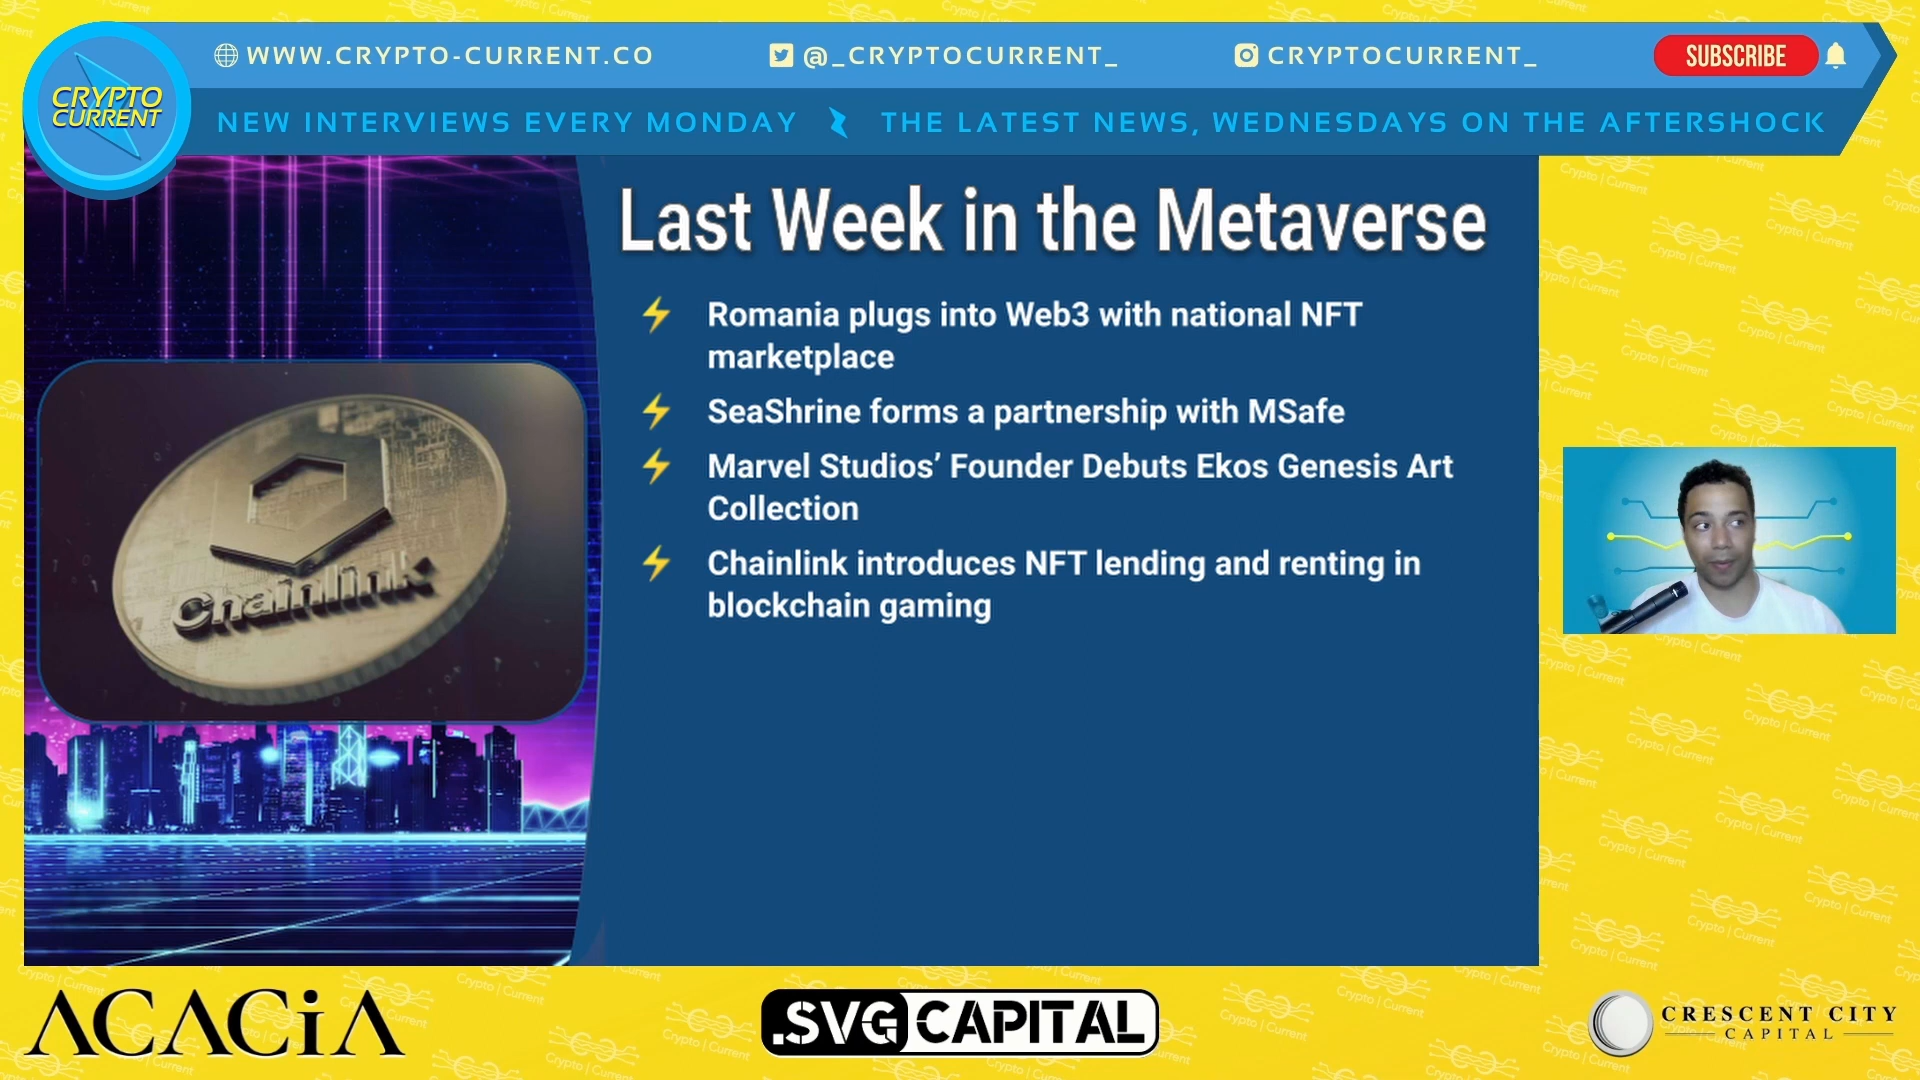 WWW.CRYPTO-CURRENT.CO
@_CRYPTOCURRENT_
CRYPTOCURRENT_
SUBSCRIBE
CRYPTO
CURRENT
NEW INTERVIEWS EVERY MONDAY
THE LATEST NEWS, WEDNESDAYS ON THE AFTERSHOCK
Last Week in the Metaverse
⚡ Romania plugs into Web3 with national NFT
marketplace
⚡ SeaShrine forms a partnership with MSafe
⚡ Marvel Studios’ Founder Debuts Ekos Genesis Art
Collection
⚡ Chainlink introduces NFT lending and renting in
blockchain gaming
Chainlink
ACACiA
.SVG CAPITAL
CRESCENT CITY
CAPITAL
Crypto | Current